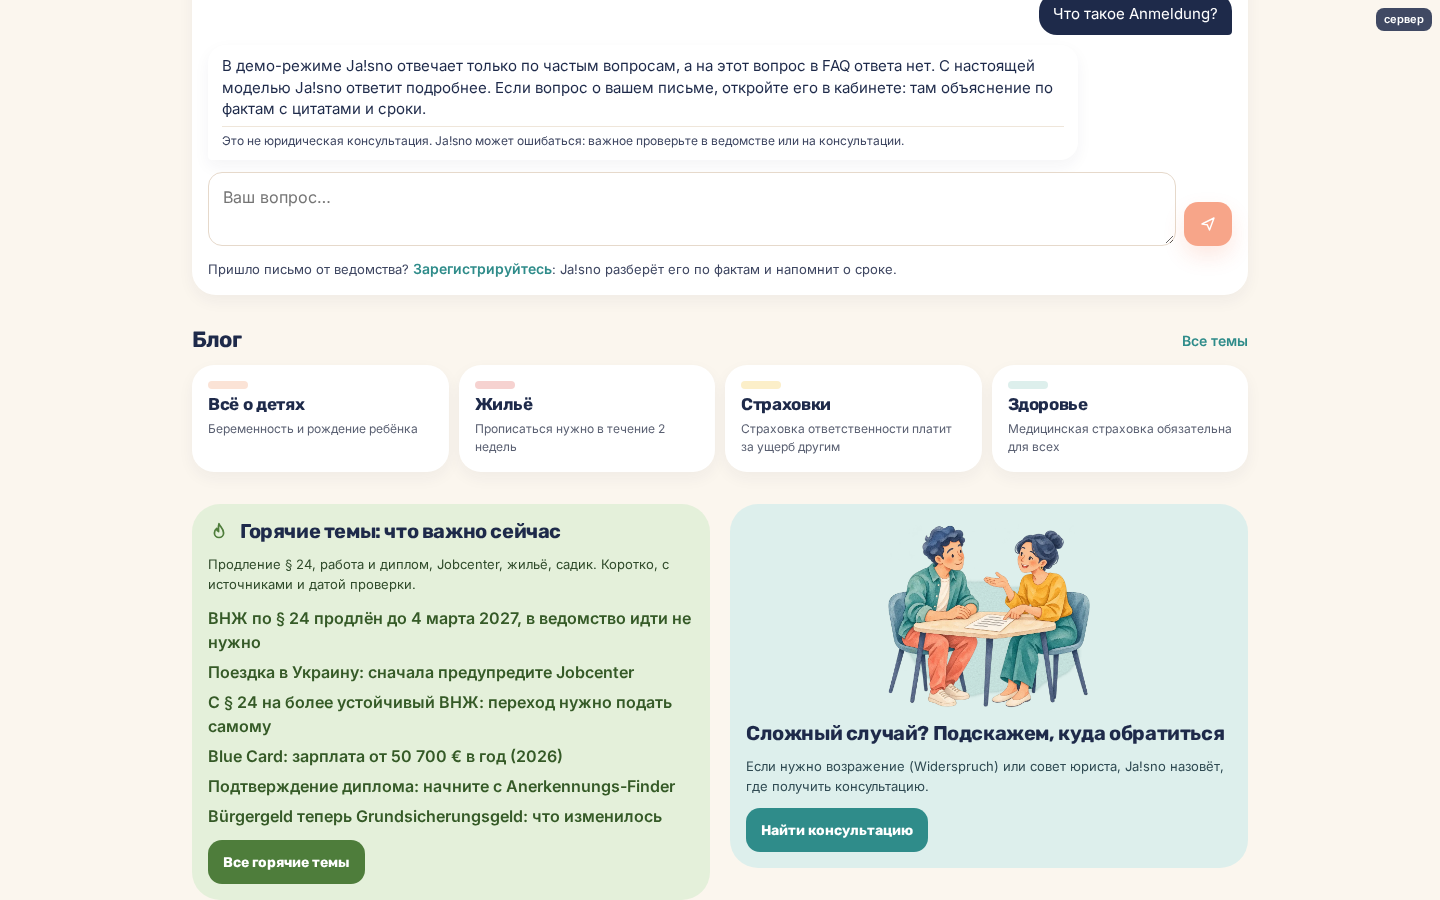 Что такое Anmeldung?
сервер
В демо-режиме Ja!sno отвечает только по частым вопросам, а на этот вопрос в FAQ ответа нет. С настоящей
моделью Ja!sno ответит подробнее. Если вопрос о вашем письме, откройте его в кабинете: там объяснение по
фактам с цитатами и сроки.
Это не юридическая консультация. Ja!sno может ошибаться: важное проверьте в ведомстве или на консультации.
Ваш вопрос...
Пришло письмо от ведомства? Зарегистрируйтесь: Ja!sno разберёт его по фактам и напомнит о сроке.
Блог
Все темы
Всё о детях
Беременность и рождение ребёнка
Жильё
Прописаться нужно в течение 2
недель
Страховки
Страховка ответственности платит
за ущерб другим
Здоровье
Медицинская страховка обязательна
для всех
Горячие темы: что важно сейчас
Продление § 24, работа и диплом, Jobcenter, жильё, садик. Коротко, с
источниками и датой проверки.
ВНЖ по § 24 продлён до 4 марта 2027, в ведомство идти не
нужно
Поездка в Украину: сначала предупредите Jobcenter
С § 24 на более устойчивый ВНЖ: переход нужно подать
самому
Blue Card: зарплата от 50 700 € в год (2026)
Подтверждение диплома: начните с Anerkennungs-Finder
Bürgergeld теперь Grundsicherungsgeld: что изменилось
Все горячие темы
Сложный случай? Подскажем, куда обратиться
Если нужно возражение (Widerspruch) или совет юриста, Ja!sno назовёт,
где получить консультацию.
Найти консультацию